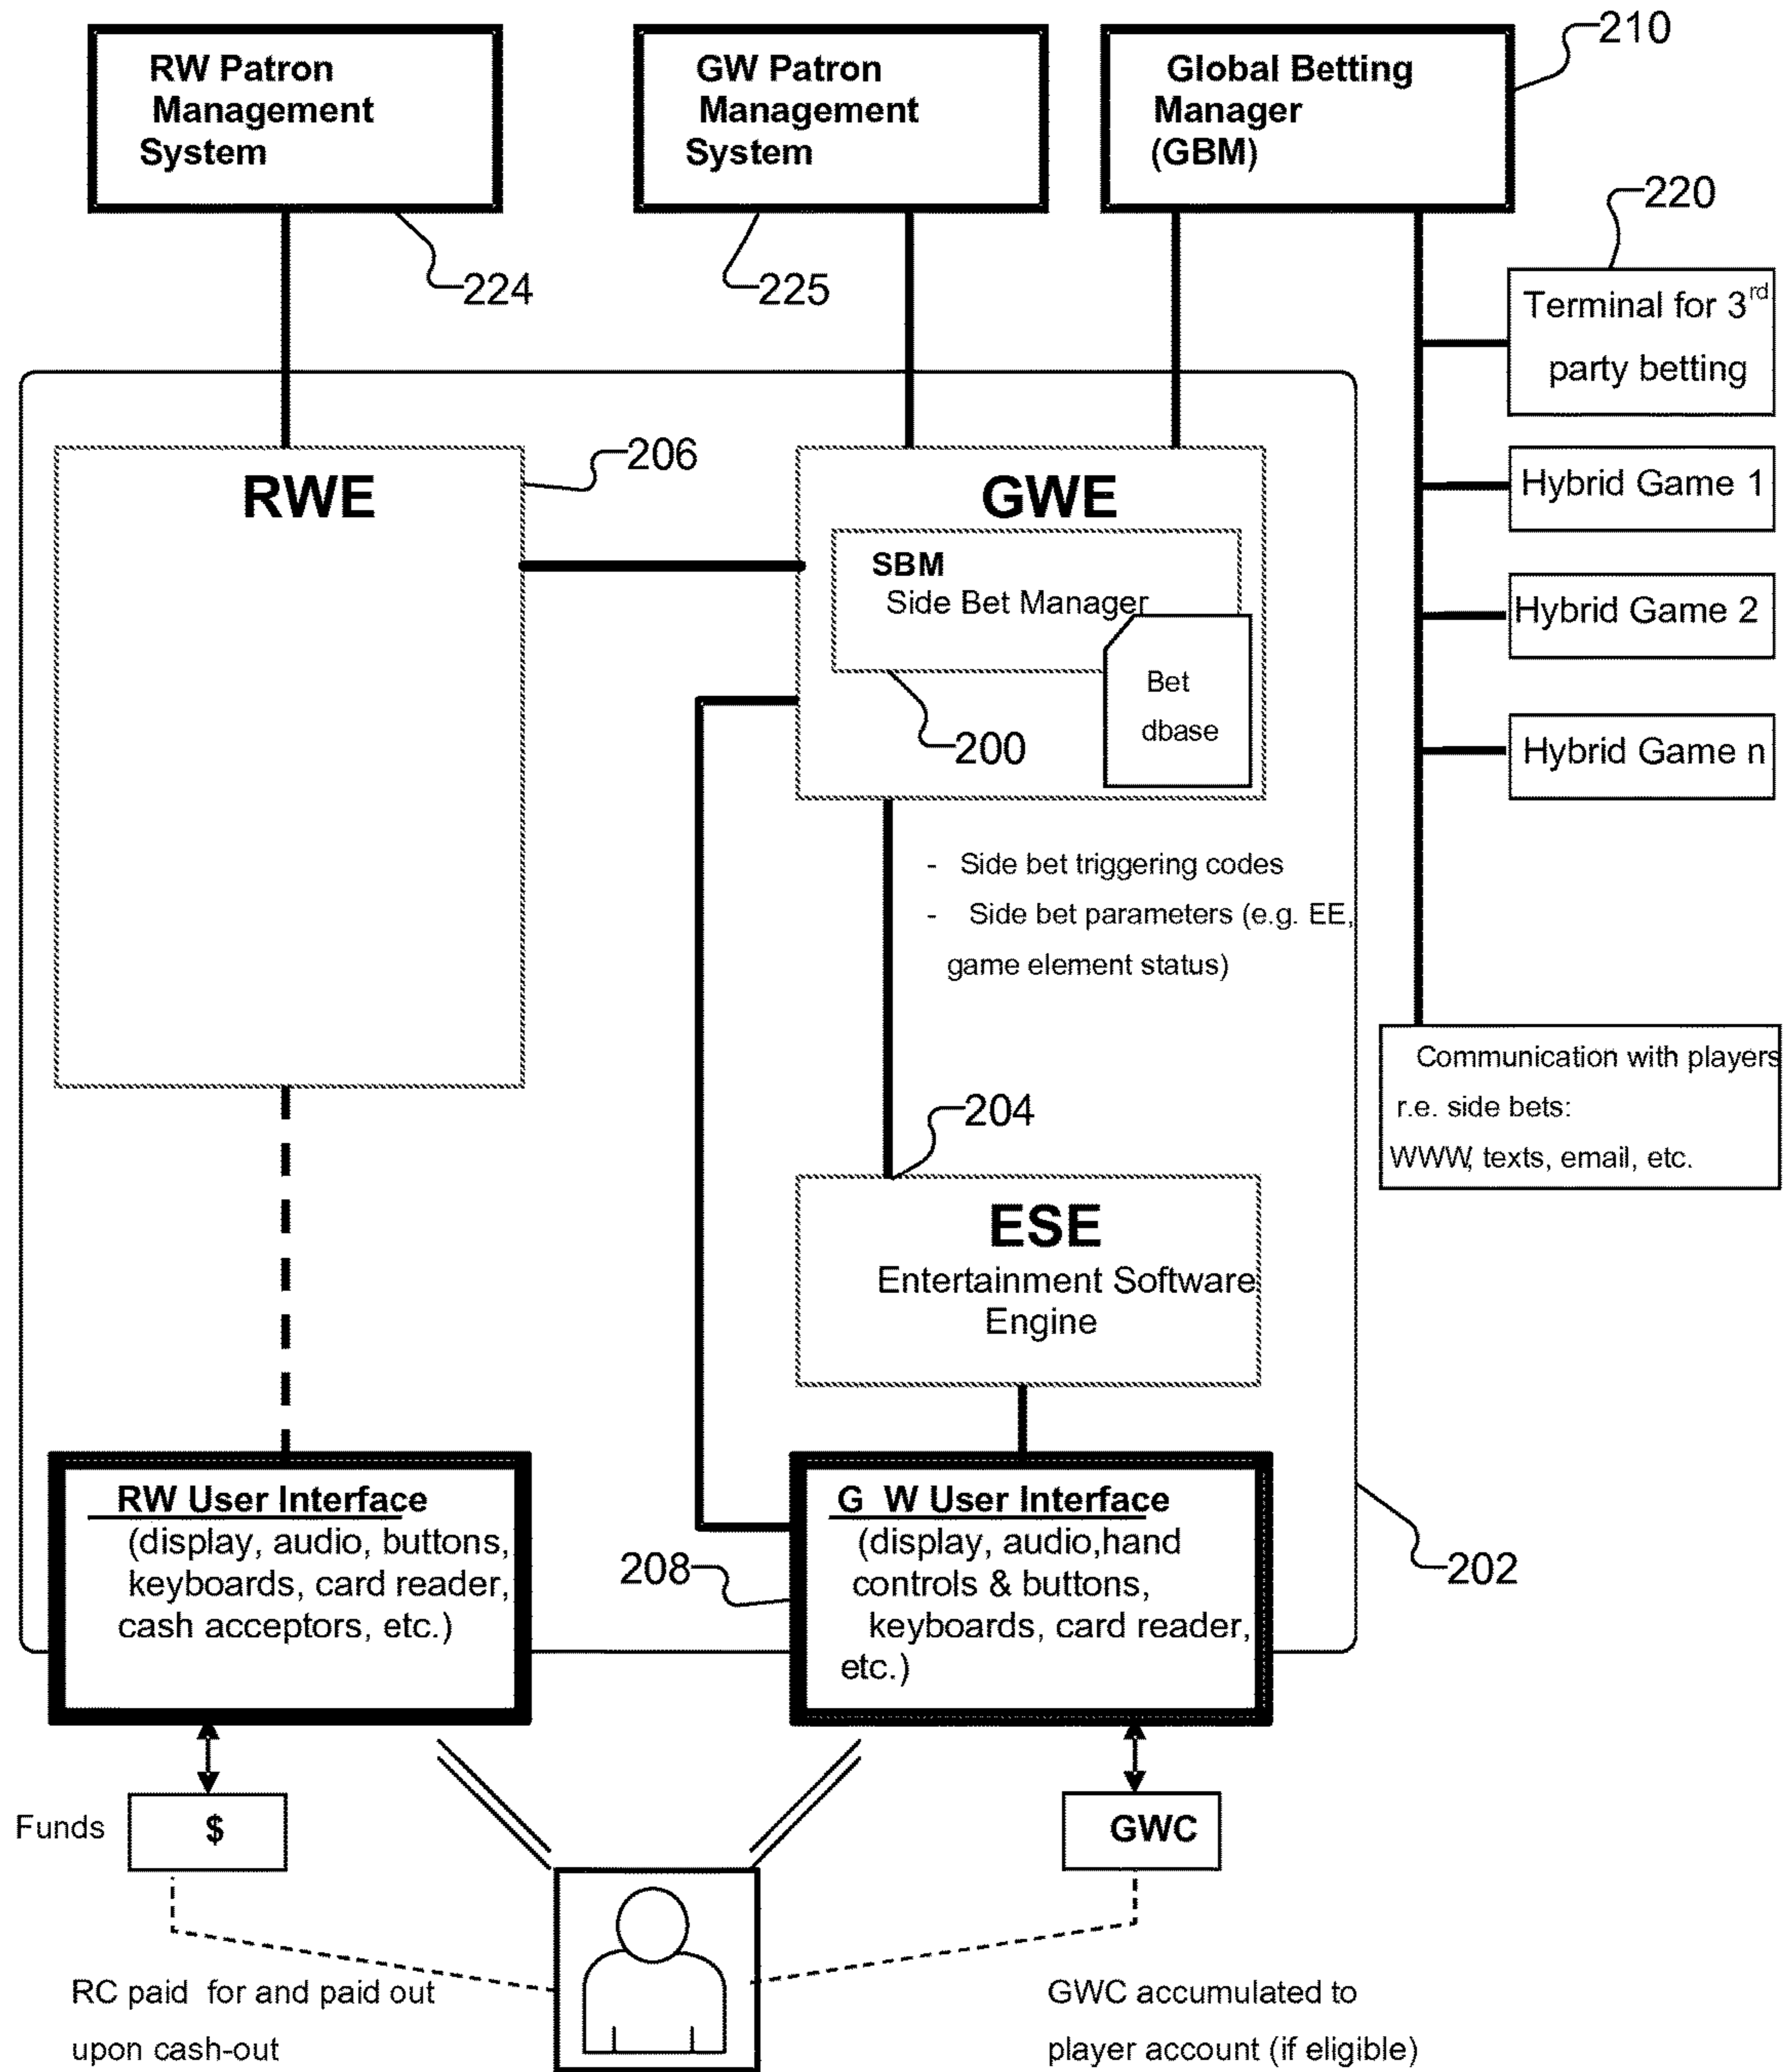 RW Patron
Management
System
GW Patron
Management
System
Global Betting
Manager
(GBM)
210
220
224
225
Terminal for 3rd
party betting
RWE
206
GWE
SBM
Side Bet Manager
Bet
dbase
200
Hybrid Game 1
Hybrid Game 2
Hybrid Game n
- Side bet triggering codes
- Side bet parameters (e.g. EE,
game element status)
Communication with players
r.e. side bets:
WWW, texts, email, etc.
204
ESE
Entertainment Software
Engine
RW User Interface
(display, audio, buttons,
keyboards, card reader,
cash acceptors, etc.)
G W User Interface
(display, audio,hand
controls & buttons,
keyboards, card reader,
etc.)
208
202
Funds
$
GWC
RC paid for and paid out
upon cash-out
GWC accumulated to
player account (if eligible)